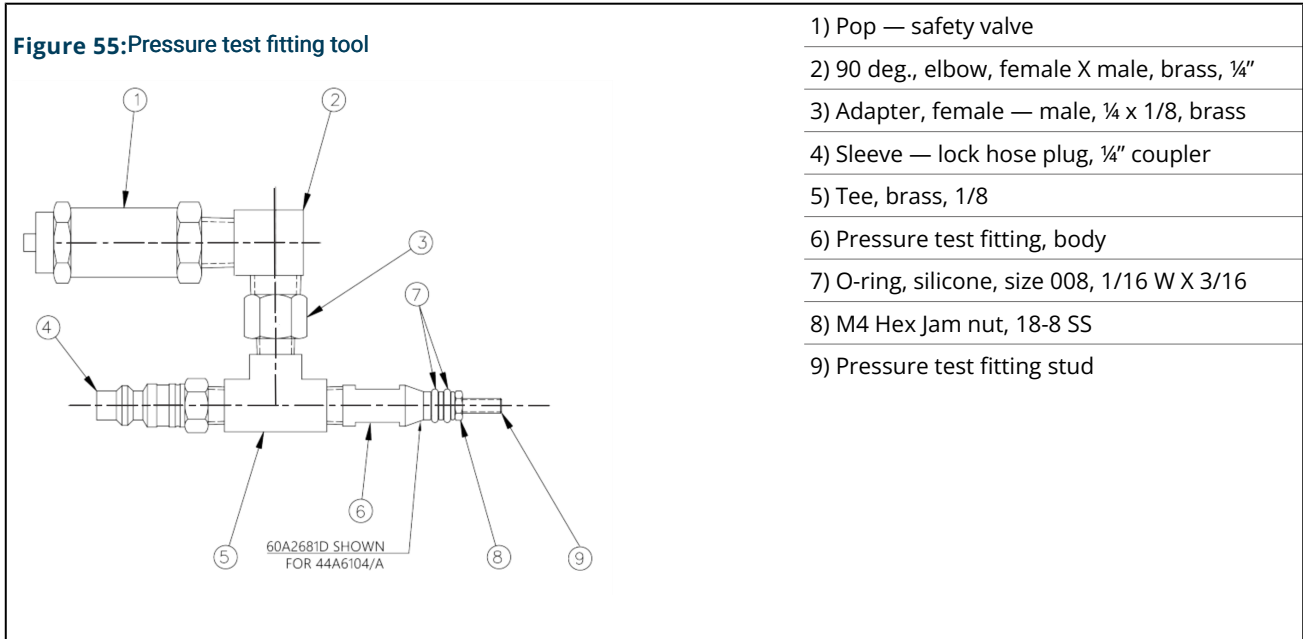 Figure 55:Pressure test fitting tool
1
2
3
7
4
6
60A2681D SHOWN
FOR 44A6104/A
5
8
9
1) Pop — safety valve
2) 90 deg., elbow, female X male, brass, ¼”
3) Adapter, female — male, ¼ x 1/8, brass
4) Sleeve — lock hose plug, ¼” coupler
5) Tee, brass, 1/8
6) Pressure test fitting, body
7) O-ring, silicone, size 008, 1/16 W X 3/16
8) M4 Hex Jam nut, 18-8 SS
9) Pressure test fitting stud